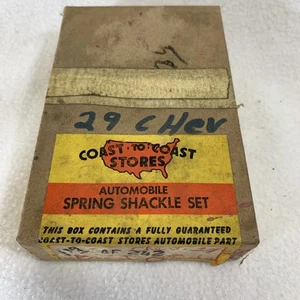 29 CHEV
COAST-TO-COAST
STORES
AUTOMOBILE
SPRING SHACKLE SET
THIS BOX CONTAINS A FULLY GUARANTEED
COAST-TO-COAST STORES AUTOMOBILE PART